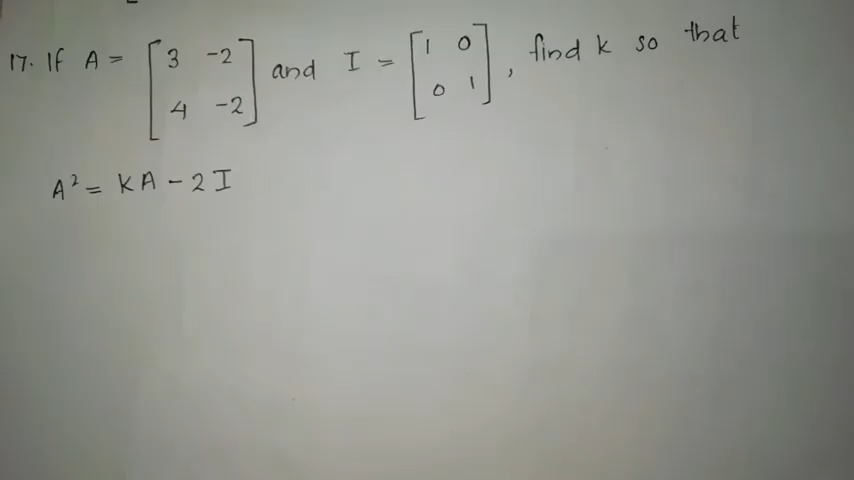 17. If A = [3 -2 4 -2] and I = [1 0 0 1], find k so that
A² = KA - 2I